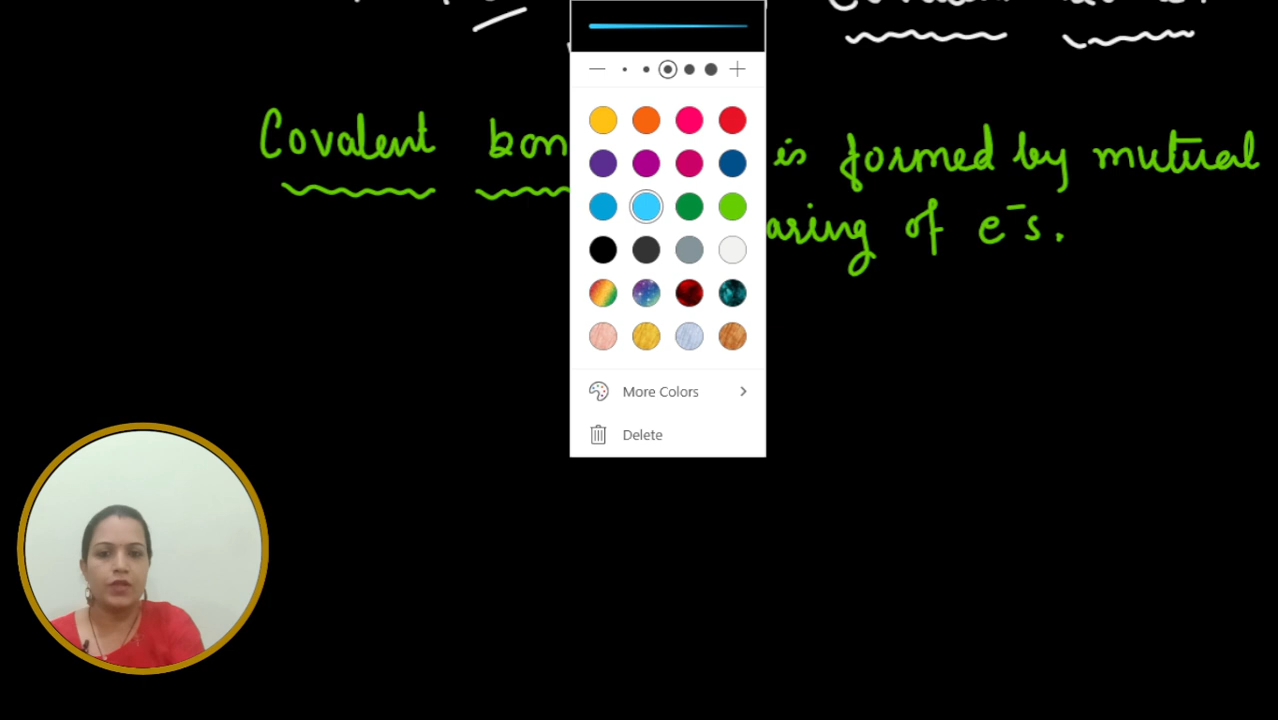 Covalent bon is formed by mutual
aring of e⁻s.
More Colors
Delete